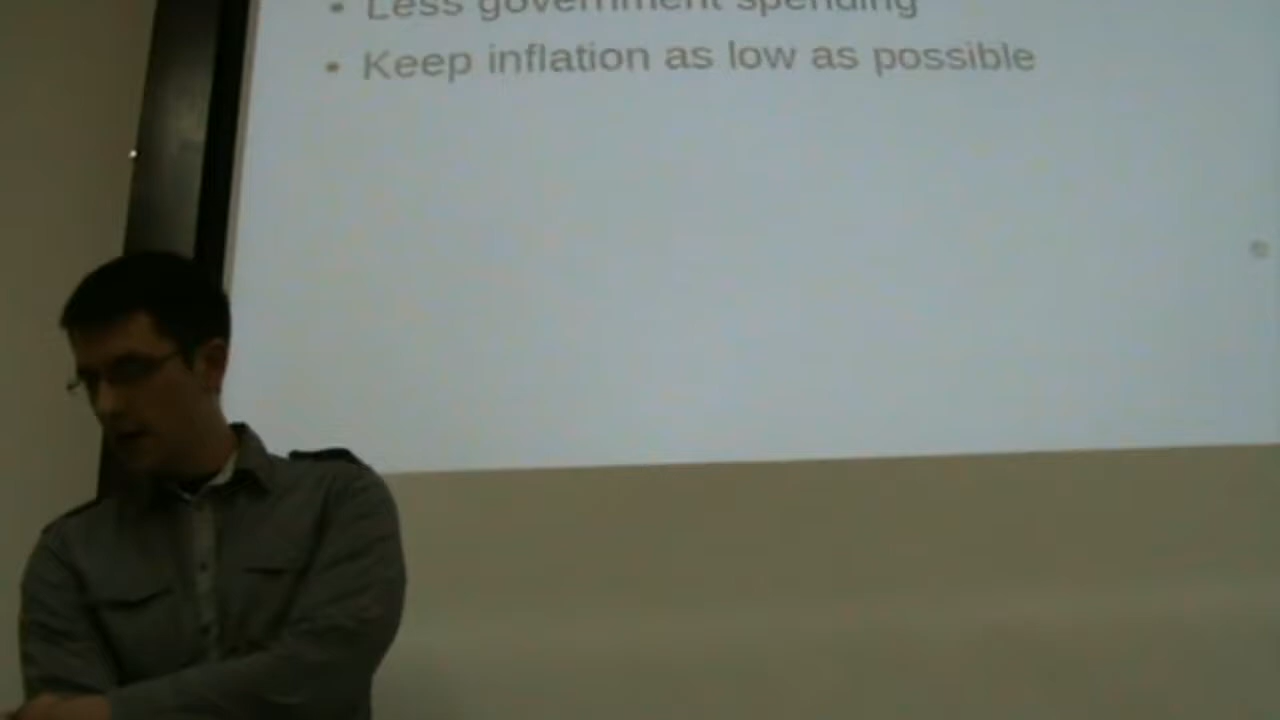 • Less government spending
• Keep inflation as low as possible